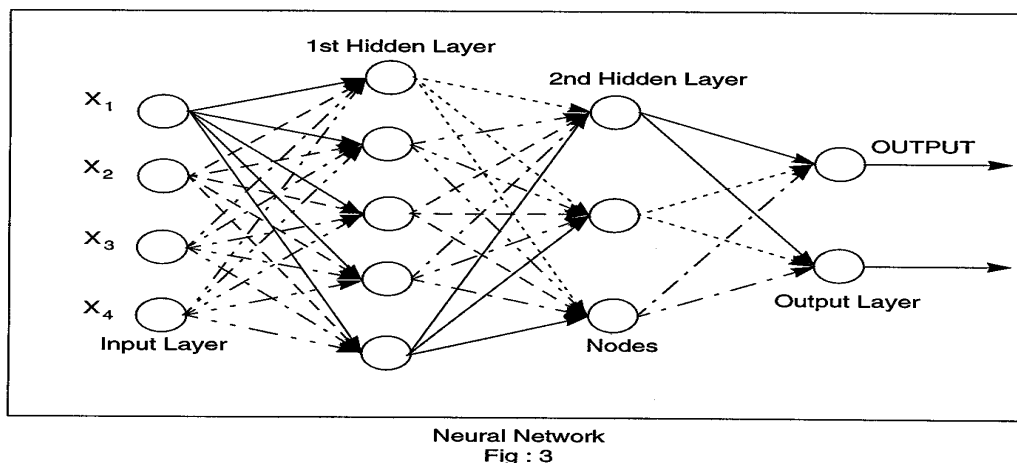 1st Hidden Layer
2nd Hidden Layer
X1
X2
X3
X4
OUTPUT
Input Layer
Nodes
Output Layer
Neural Network
Fig : 3